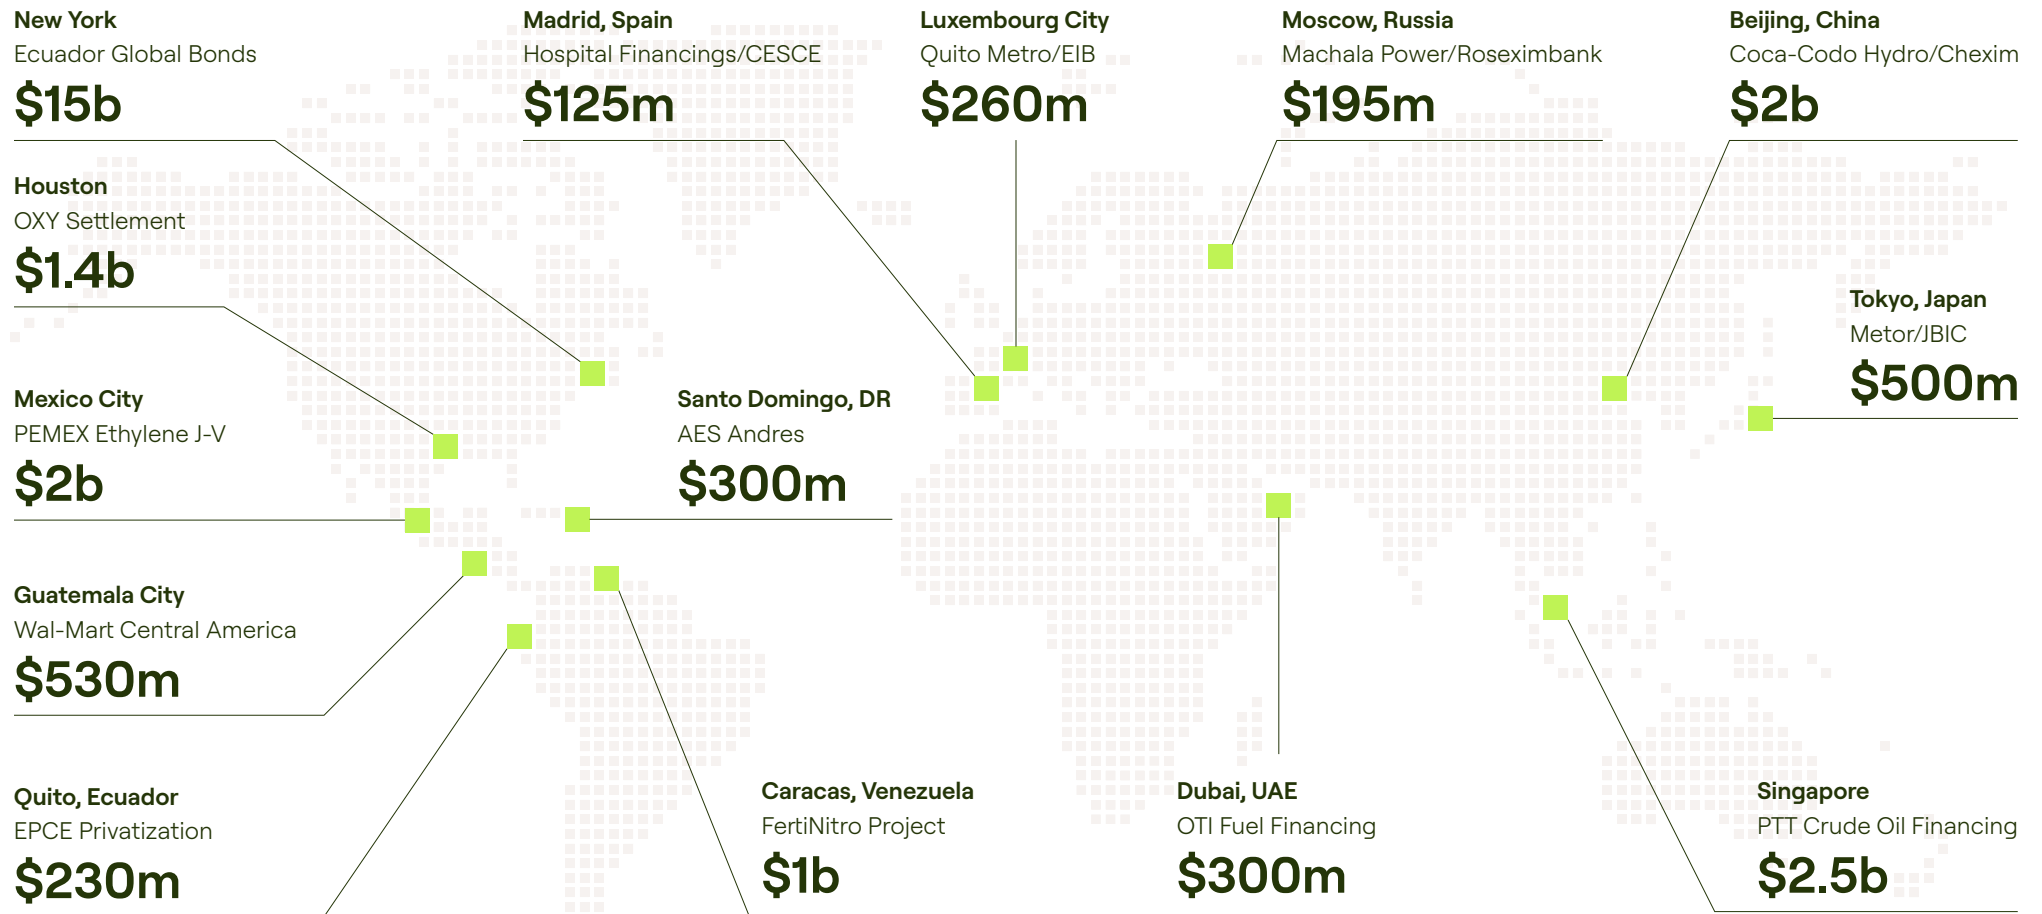 New York
Ecuador Global Bonds
$15b
Madrid, Spain
Hospital Financings/CESCE
$125m
Luxembourg City
Quito Metro/EIB
$260m
Moscow, Russia
Machala Power/Roseximbank
$195m
Beijing, China
Coca-Codo Hydro/Chexim
$2b
Houston
OXY Settlement
$1.4b
Tokyo, Japan
Metor/JBIC
$500m
Mexico City
PEMEX Ethylene J-V
$2b
Santo Domingo, DR
AES Andres
$300m
Guatemala City
Wal-Mart Central America
$530m
Quito, Ecuador
EPCE Privatization
$230m
Caracas, Venezuela
FertiNitro Project
$1b
Dubai, UAE
OTI Fuel Financing
$300m
Singapore
PTT Crude Oil Financing
$2.5b